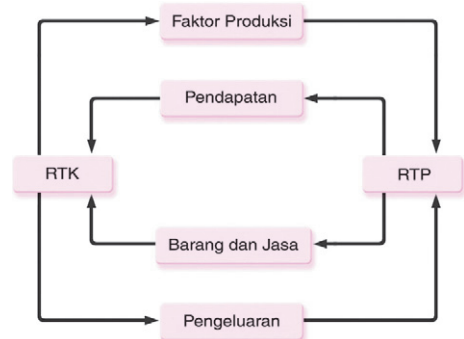 Faktor Produksi
Pendapatan
RTK
RTP
Barang dan Jasa
Pengeluaran